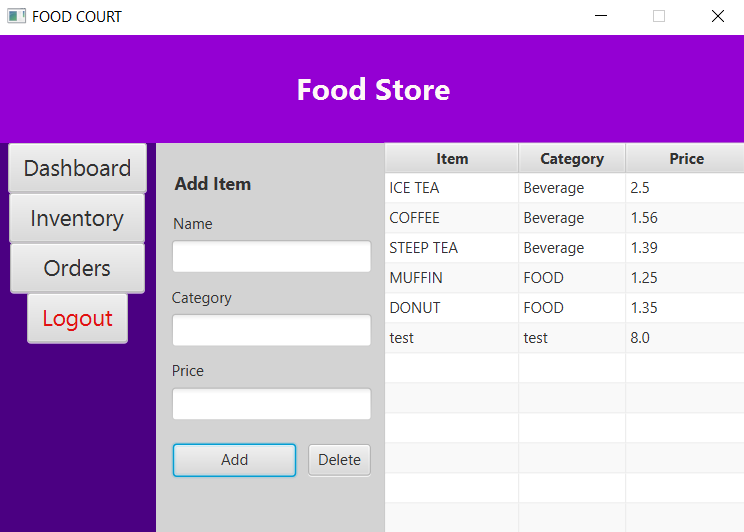 FOOD COURT
Food Store
Dashboard
Inventory
Orders
Logout
Add Item
Name
Category
Price
Add Delete
Item Category Price
ICE TEA Beverage 2.5
COFFEE Beverage 1.56
STEEP TEA Beverage 1.39
MUFFIN FOOD 1.25
DONUT FOOD 1.35
test test 8.0